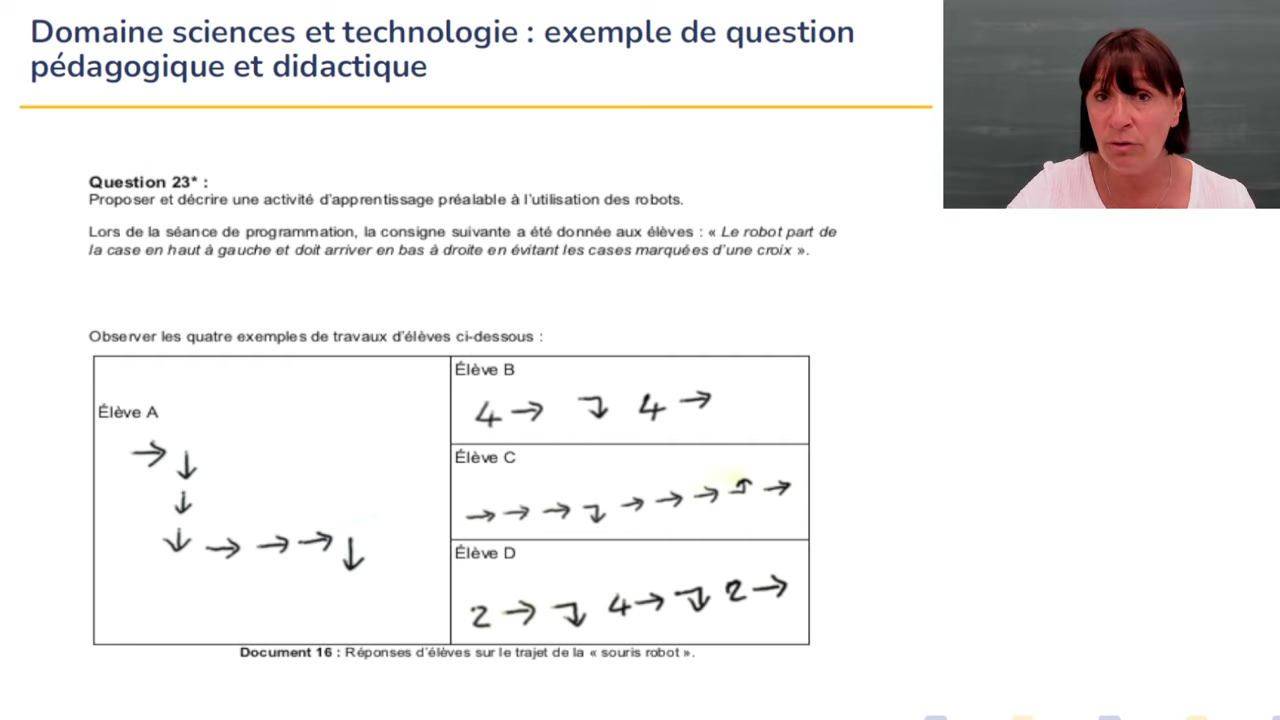 Domaine sciences et technologie : exemple de question
pédagogique et didactique
Question 23* :
Proposer et décrire une activité d'apprentissage préalable à l'utilisation des robots.
Lors de la séance de programmation, la consigne suivante a été donnée aux élèves : « Le robot part de
la case en haut à gauche et doit arriver en bas à droite en évitant les cases marquées d'une croix ».
Observer les quatre exemples de travaux d'élèves ci-dessous :
Élève A
→
↓
↓
↓ → → → ↓
Élève B
4 → ↴ 4 →
Élève C
→ → → ↴ → → → ⬏ →
Élève D
2 → ↴ 4 → ↴ 2 →
Document 16 : Réponses d'élèves sur le trajet de la « souris robot ».